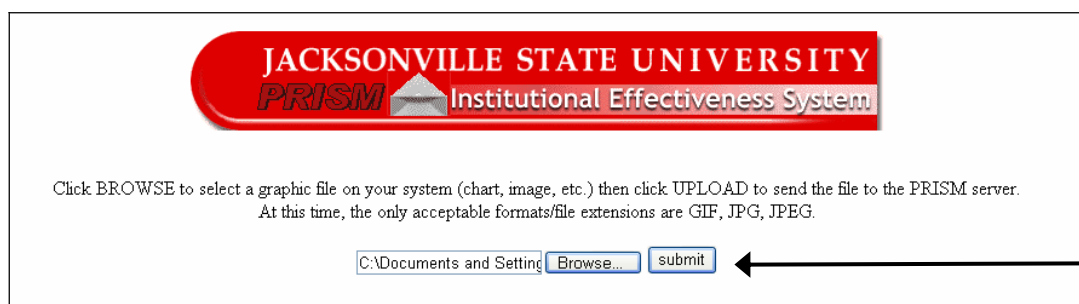 JACKSONVILLE STATE UNIVERSITY
PRISM Institutional Effectiveness System
Click BROWSE to select a graphic file on your system (chart, image, etc.) then click UPLOAD to send the file to the PRISM server.
At this time, the only acceptable formats/file extensions are GIF, JPG, JPEG.
C:\Documents and Setting Browse... submit